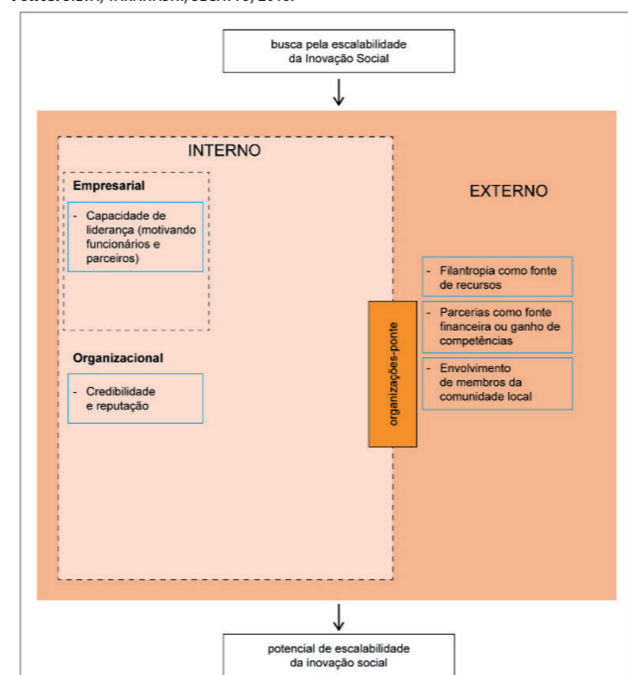 busca pela escalabilidade
da Inovação Social
INTERNO
Empresarial
- Capacidade de
liderança (motivando
funcionários e
parceiros)
Organizacional
- Credibilidade
e reputação
organizações-ponte
EXTERNO
- Filantropia como fonte
de recursos
- Parcerias como fonte
financeira ou ganho de
competências
- Envolvimento
de membros da
comunidade local
potencial de escalabilidade
da inovação social